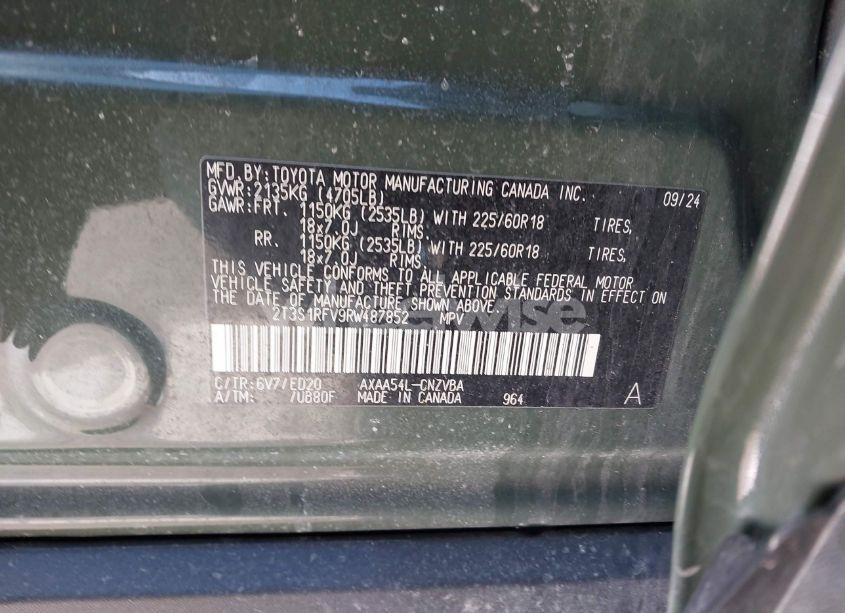 MFD. BY: TOYOTA MOTOR MANUFACTURING CANADA INC. 09/24
GVWR: 2135KG (4705LB)
GAWR: FRT. 1150KG (2535LB) WITH 225/60R18 TIRES,
18x7.0J RIMS,
RR. 1150KG (2535LB) WITH 225/60R18 TIRES,
18x7.0J RIMS,
THIS VEHICLE CONFORMS TO ALL APPLICABLE FEDERAL MOTOR
VEHICLE SAFETY AND THEFT PREVENTION STANDARDS IN EFFECT ON
THE DATE OF MANUFACTURE SHOWN ABOVE.
2T3S1RFV9RW487852 MPV
C/TR: 6V7/ED20 AXAA54L-CNZVBA
A/TM: /UB80F MADE IN CANADA 964 A